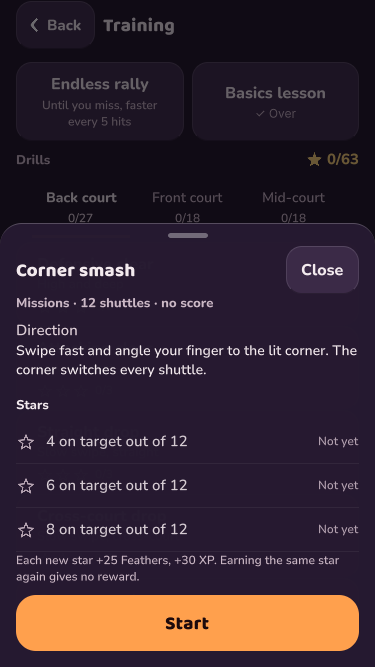 Back
Training
Endless rally
Until you miss, faster
every 5 hits
Basics lesson
✓ Over
Drills
★ 0/63
Back court
0/27
Front court
0/18
Mid-court
0/18
Corner smash
Close
Missions · 12 shuttles · no score
Direction
Swipe fast and angle your finger to the lit corner. The
corner switches every shuttle.
Stars
4 on target out of 12
Not yet
6 on target out of 12
Not yet
8 on target out of 12
Not yet
Each new star +25 Feathers, +30 XP. Earning the same star
again gives no reward.
Start